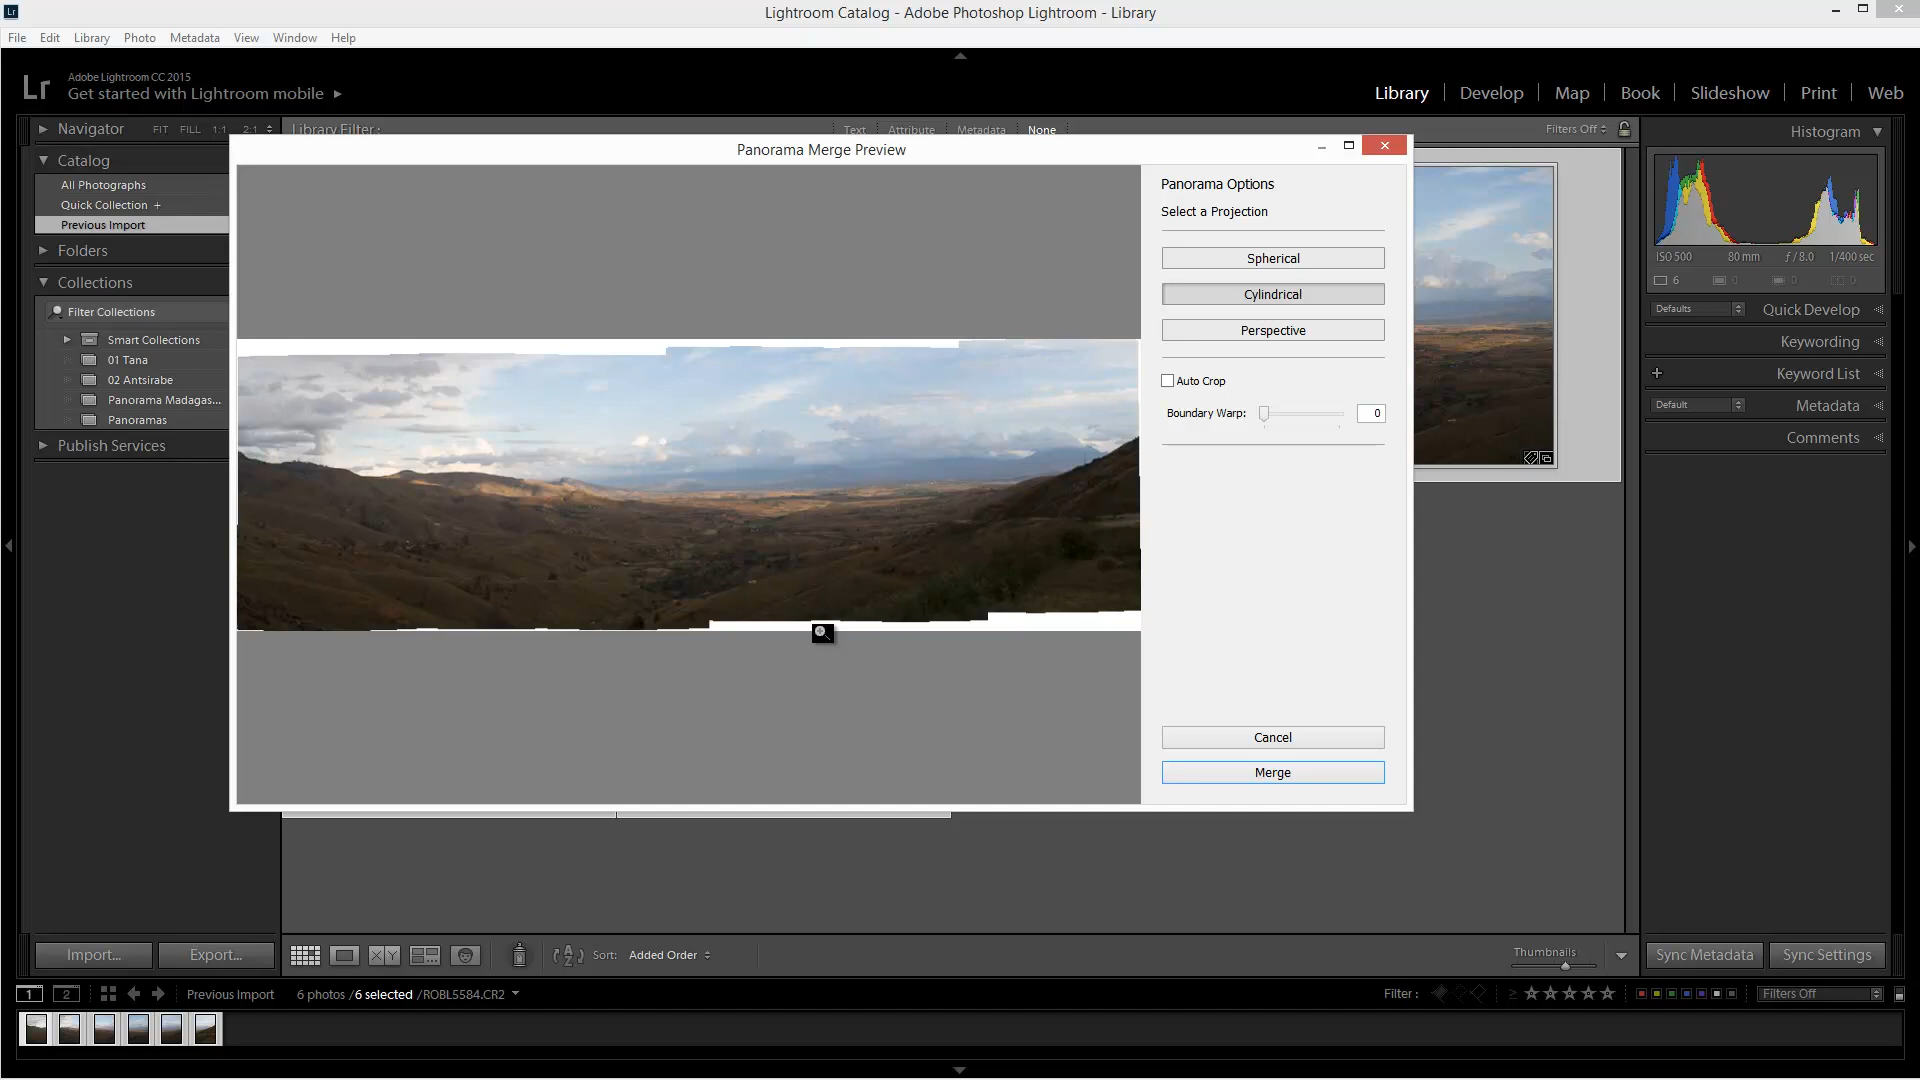 Lr
Lightroom Catalog - Adobe Photoshop Lightroom - Library
File Edit Library Photo Metadata View Window Help
Lr
Adobe Lightroom CC 2015
Get started with Lightroom mobile
Library Develop Map Book Slideshow Print Web
Navigator FIT FILL 1:1 2:1
Library Filter: Text Attribute Metadata None Filters Off
Histogram
Panorama Merge Preview
Catalog
All Photographs
Quick Collection +
Previous Import
Folders
Collections
Filter Collections
Smart Collections
01 Tana
02 Antsirabe
Panorama Madagas...
Panoramas
Publish Services
Panorama Options
Select a Projection
Spherical
Cylindrical
Perspective
Auto Crop
Boundary Warp: 0
Cancel
Merge
ISO 500 80 mm ƒ / 8.0 1/400 sec
6
Defaults Quick Develop
Keywording
+ Keyword List
Default Metadata
Comments
Import... Export...
XY
A Z
Sort: Added Order
Thumbnails
Sync Metadata Sync Settings
1 2 Previous Import 6 photos / 6 selected / ROBL5584.CR2
Filter : ≥ Filters Off